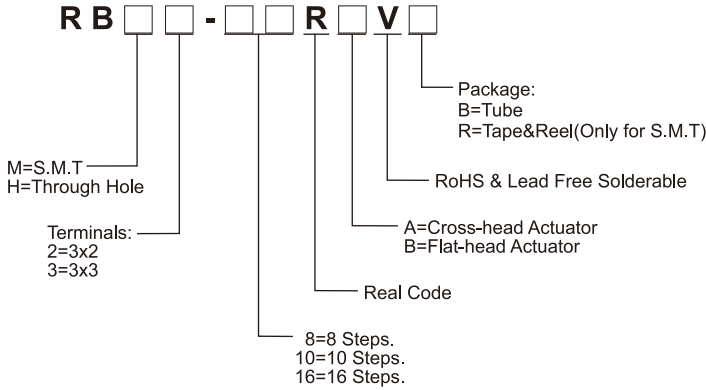 RB□□-□□R□V□
Package:
B=Tube
R=Tape&Reel(Only for S.M.T)
M=S.M.T
H=Through Hole
RoHS & Lead Free Solderable
Terminals:
2=3x2
3=3x3
A=Cross-head Actuator
B=Flat-head Actuator
Real Code
8=8 Steps.
10=10 Steps.
16=16 Steps.